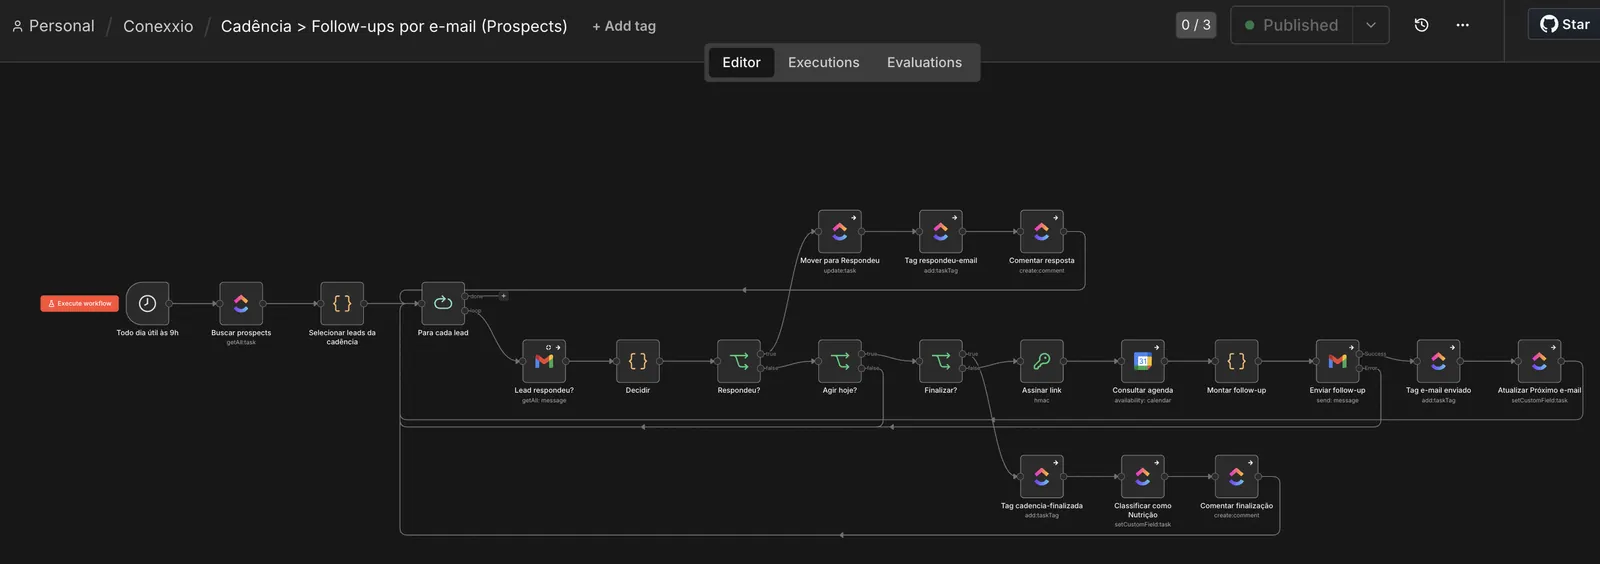 Personal / Conexxio / Cadência > Follow-ups por e-mail (Prospects) + Add tag
0 / 3
Published
Star
Editor Executions Evaluations
Mover para Respondeu
update:task
Tag respondeu-email
add:taskTag
Comentar resposta
create:comment
Execute workflow
Todo dia útil às 9h
Buscar prospects
getAll:task
Selecionar leads da
cadência
Para cada lead
done
loop
Lead respondeu?
getAll: message
Decidir
Respondeu?
true
false
Agir hoje?
true
false
Finalizar?
true
false
Assinar link
hmac
31
Consultar agenda
availability: calendar
Montar follow-up
Enviar follow-up
send: message
Success
Error
Tag e-mail enviado
add:taskTag
Atualizar Próximo e-mail
setCustomField:task
Tag cadencia-finalizada
add:taskTag
Classificar como
Nutrição
setCustomField:task
Comentar finalização
create:comment